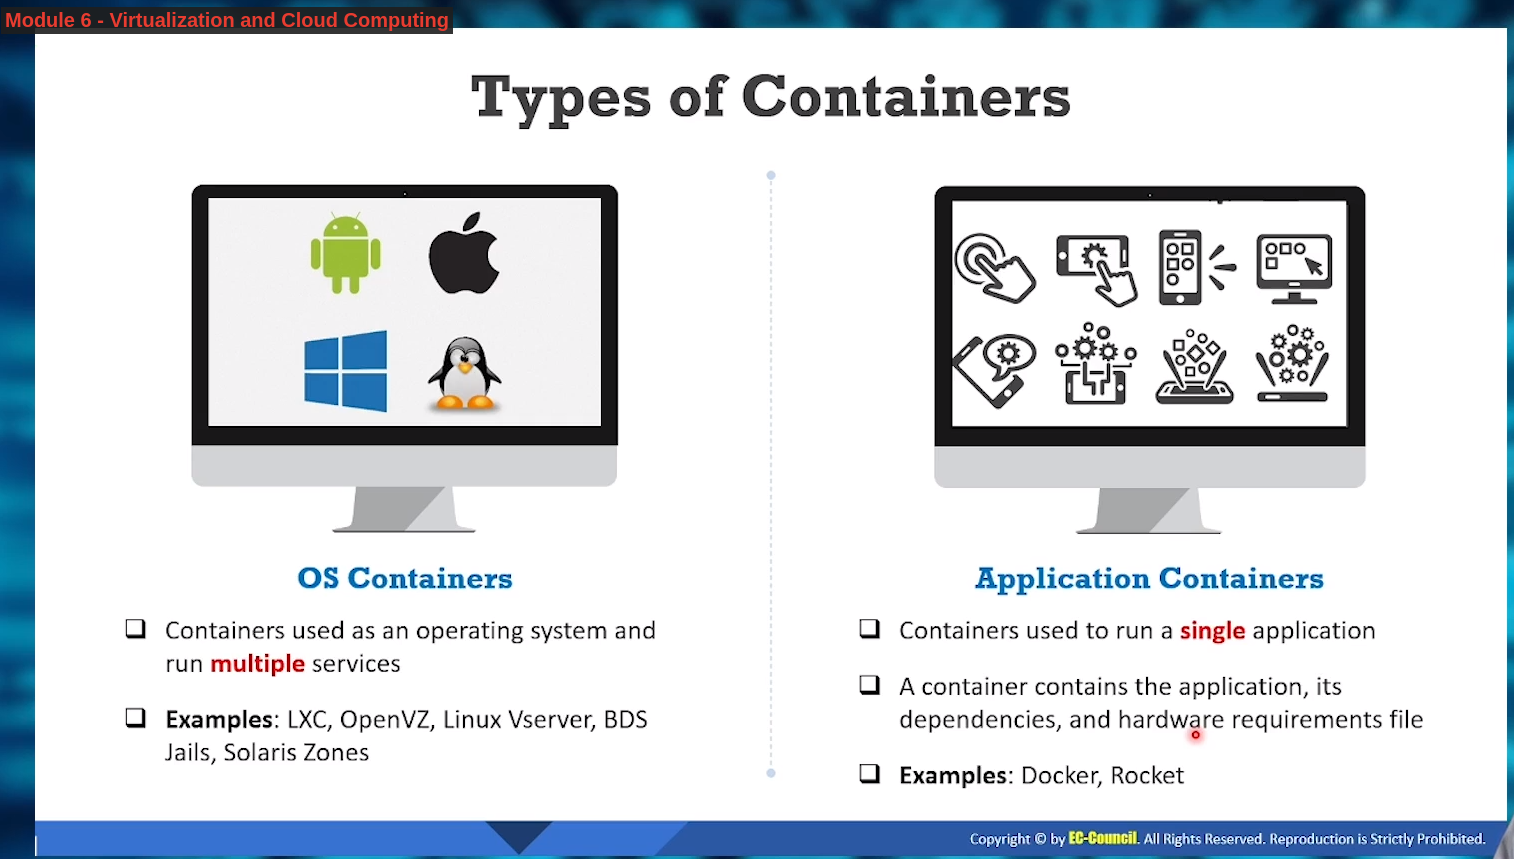 Module 6 - Virtualization and Cloud Computing
Types of Containers
OS Containers
❑ Containers used as an operating system and
run multiple services
❑ Examples: LXC, OpenVZ, Linux Vserver, BDS
Jails, Solaris Zones
Application Containers
❑ Containers used to run a single application
❑ A container contains the application, its
dependencies, and hardware requirements file
❑ Examples: Docker, Rocket
Copyright © by EC-Council. All Rights Reserved. Reproduction is Strictly Prohibited.